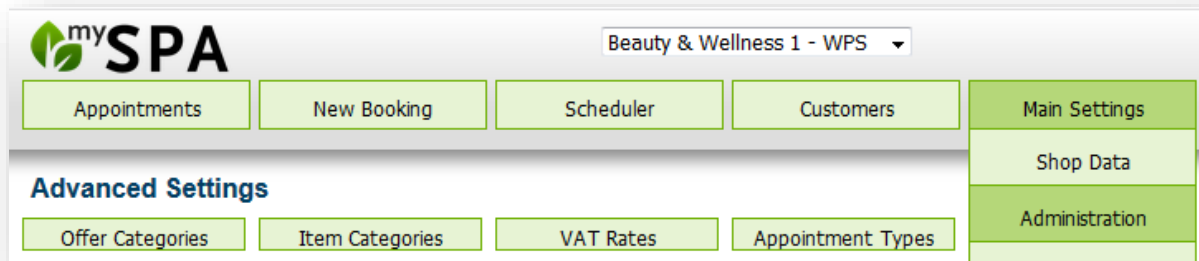 mySPA
Beauty & Wellness 1 - WPS
Appointments New Booking Scheduler Customers Main Settings
Shop Data
Advanced Settings
Administration
Offer Categories Item Categories VAT Rates Appointment Types